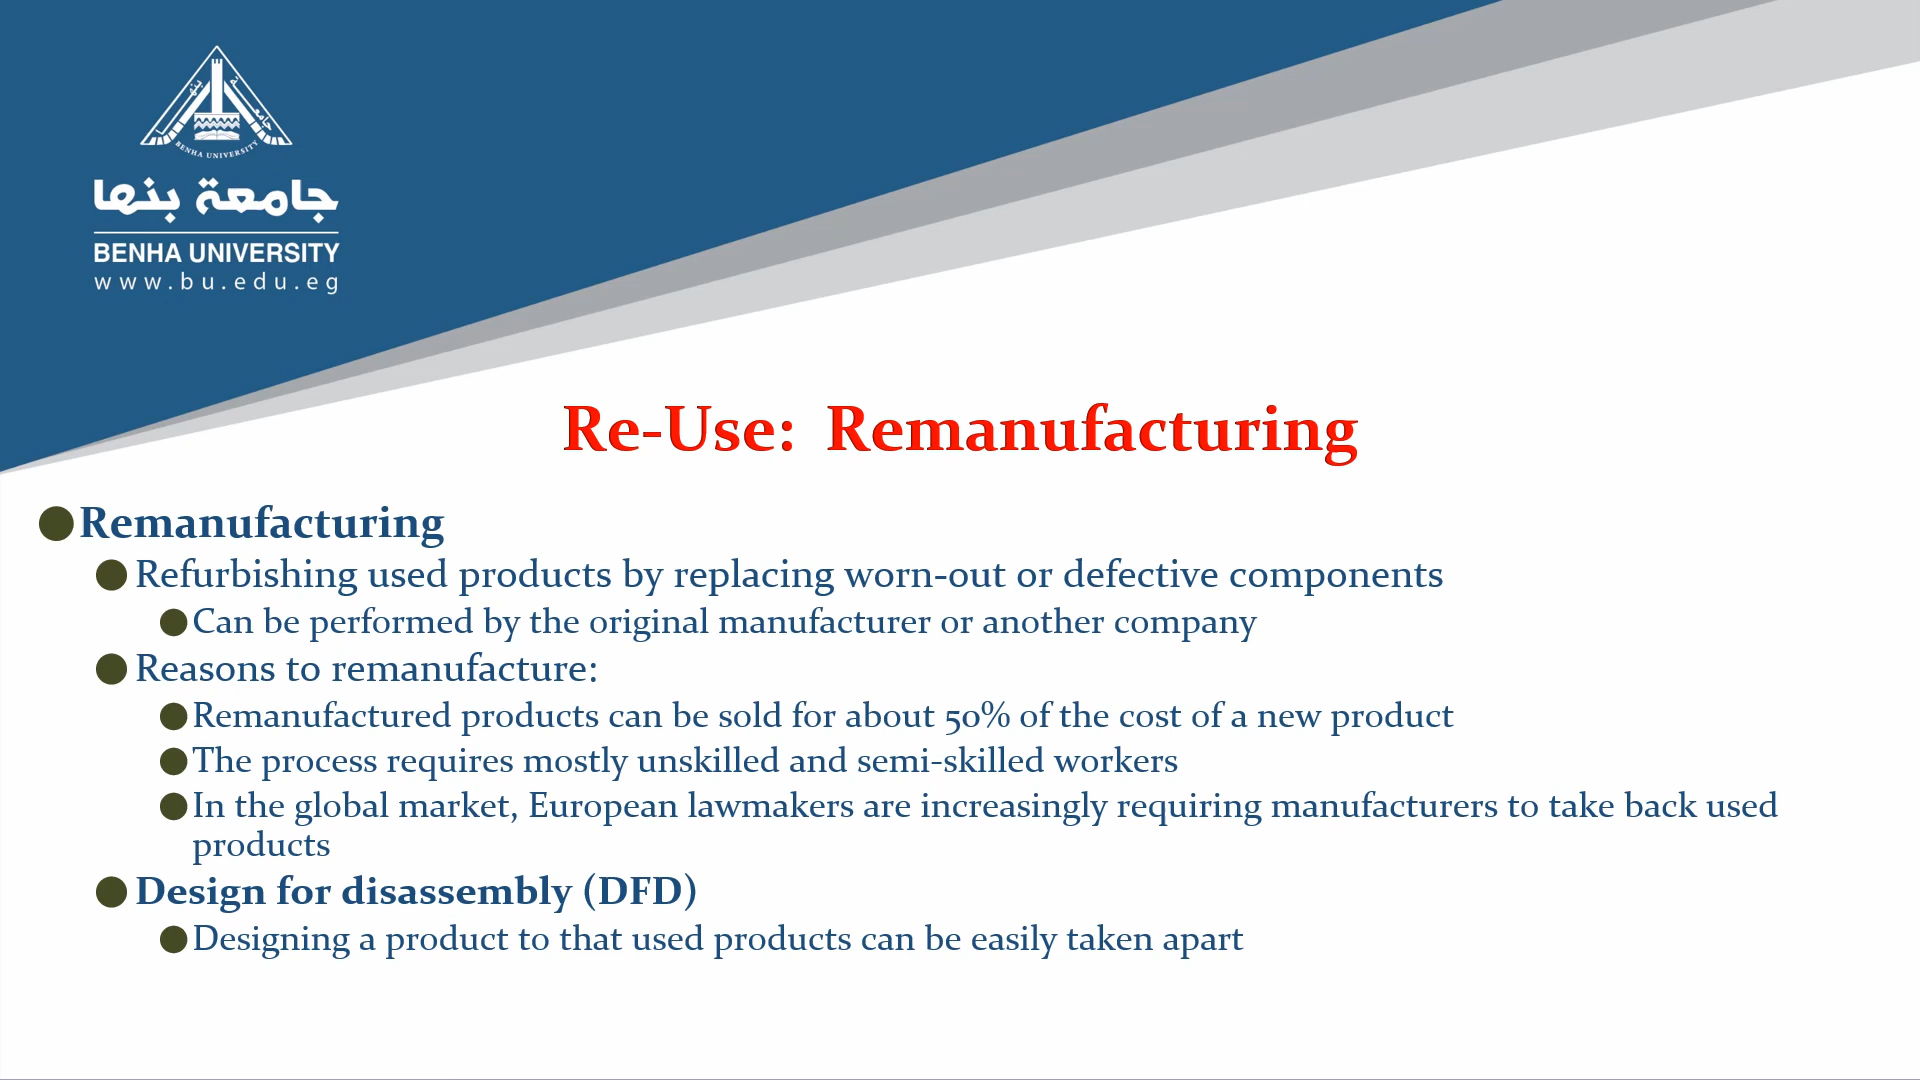 جامعة بنها
BENHA UNIVERSITY
جامعة بنها
BENHA UNIVERSITY
www.bu.edu.eg
Re-Use: Remanufacturing
Remanufacturing
Refurbishing used products by replacing worn-out or defective components
Can be performed by the original manufacturer or another company
Reasons to remanufacture:
Remanufactured products can be sold for about 50% of the cost of a new product
The process requires mostly unskilled and semi-skilled workers
In the global market, European lawmakers are increasingly requiring manufacturers to take back used
products
Design for disassembly (DFD)
Designing a product to that used products can be easily taken apart